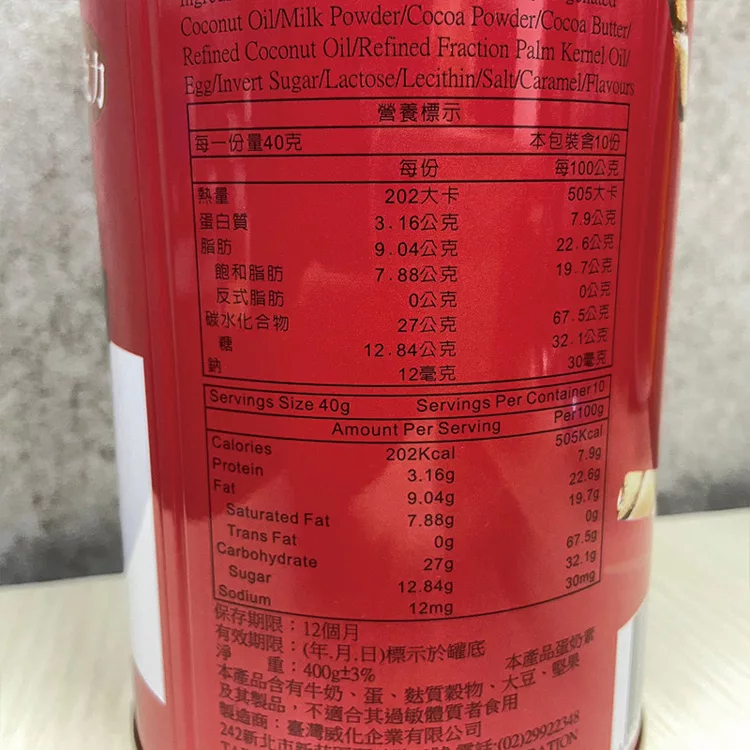 Coconut Oil/Milk Powder/Cocoa Powder/Cocoa Butter/
Refined Coconut Oil/Refined Fraction Palm Kernel Oil/
Egg/Invert Sugar/Lactose/Lecithin/Salt/Caramel/Flavours
營養標示
每一份量40克 本包裝含10份
每份 每100公克
熱量 202大卡 505大卡
蛋白質 3.16公克 7.9公克
脂肪 9.04公克 22.6公克
飽和脂肪 7.88公克 19.7公克
反式脂肪 0公克 0公克
碳水化合物 27公克 67.5公克
糖 12.84公克 32.1公克
鈉 12毫克 30毫克
Servings Size 40g Servings Per Container 10
Amount Per Serving Per100g
Calories 202Kcal 505Kcal
Protein 3.16g 7.9g
Fat 9.04g 22.6g
Saturated Fat 7.88g 19.7g
Trans Fat 0g 0g
Carbohydrate 27g 67.5g
Sugar 12.84g 32.1g
Sodium 12mg 30mg
保存期限：12個月
有效期限：(年.月.日)標示於罐底
淨 重：400g±3% 本產品蛋奶素
本產品含有牛奶、蛋、麩質穀物、大豆、堅果
及其製品，不適合其過敏體質者食用
製造商：臺灣威化企業有限公司
242新北市新 電話:(02)29922348